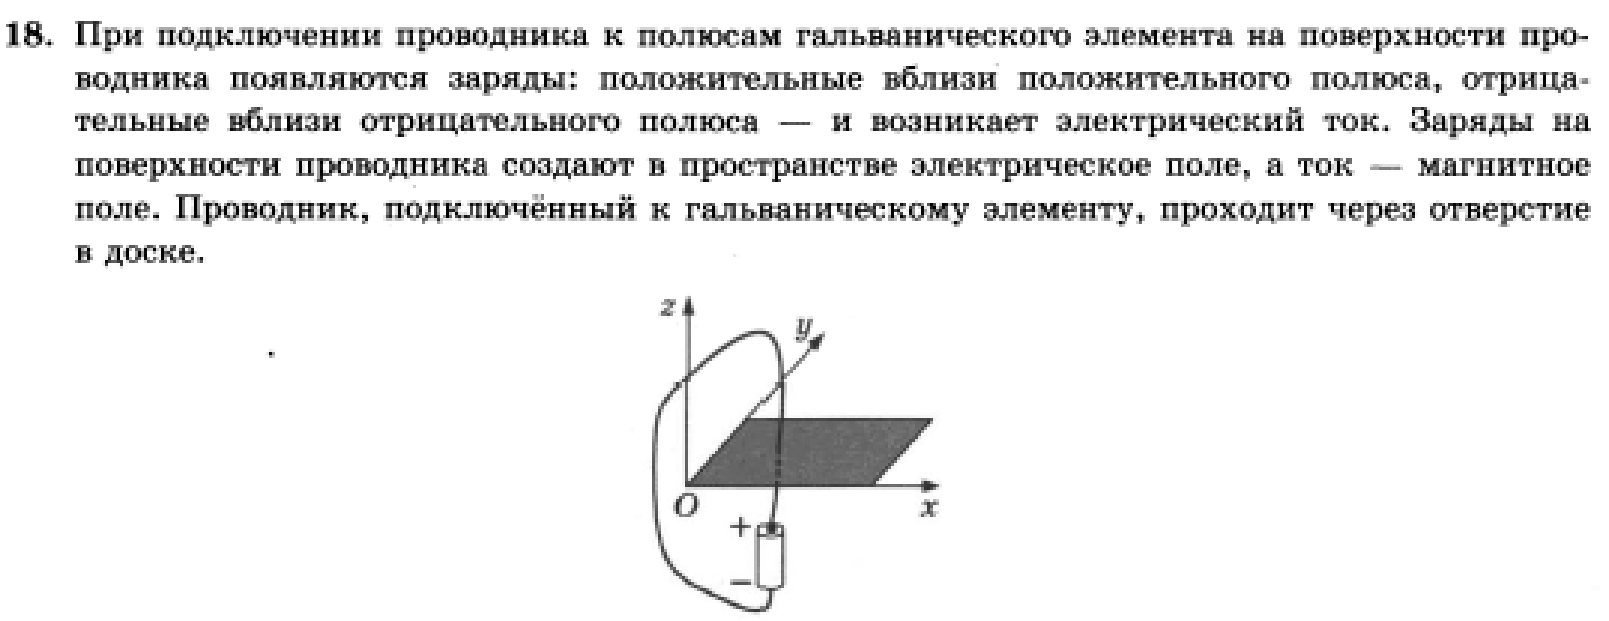 18. При подключении проводника к полюсам гальванического элемента на поверхности про-
водника появляются заряды: положительные вблизи положительного полюса, отрица-
тельные вблизи отрицательного полюса — и возникает электрический ток. Заряды на
поверхности проводника создают в пространстве электрическое поле, а ток — магнитное
поле. Проводник, подключённый к гальваническому элементу, проходит через отверстие
в доске.
z
y
O
x
+
−